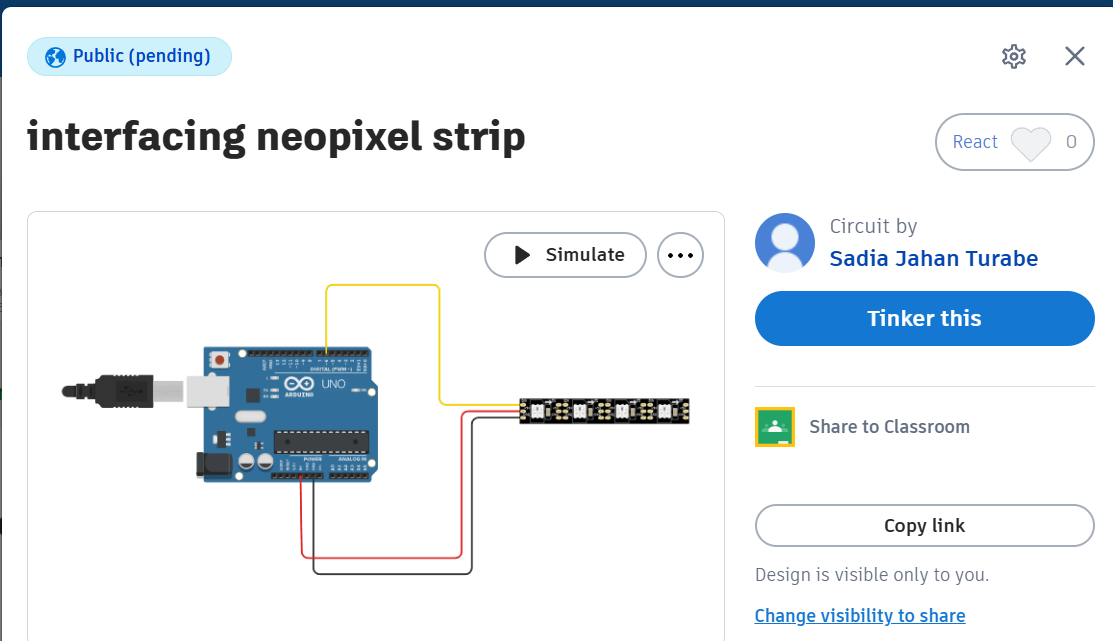 Public (pending)
interfacing neopixel strip
React
0
Simulate
Circuit by
Sadia Jahan Turabe
Tinker this
DIGITAL (PWM~)
UNO
ARDUINO
POWER
ANALOG IN
Share to Classroom
Copy link
Design is visible only to you.
Change visibility to share